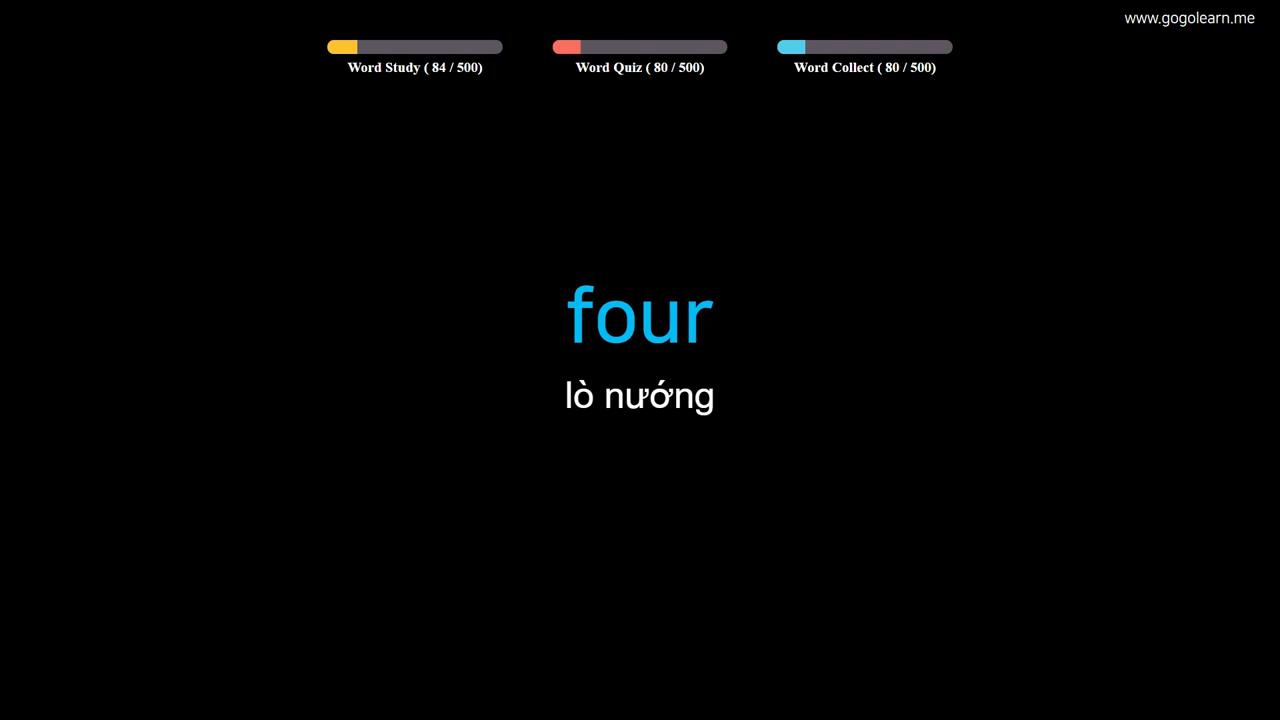 www.gogolearn.me
Word Study ( 84 / 500)
Word Quiz ( 80 / 500)
Word Collect ( 80 / 500)
four
lò nướng